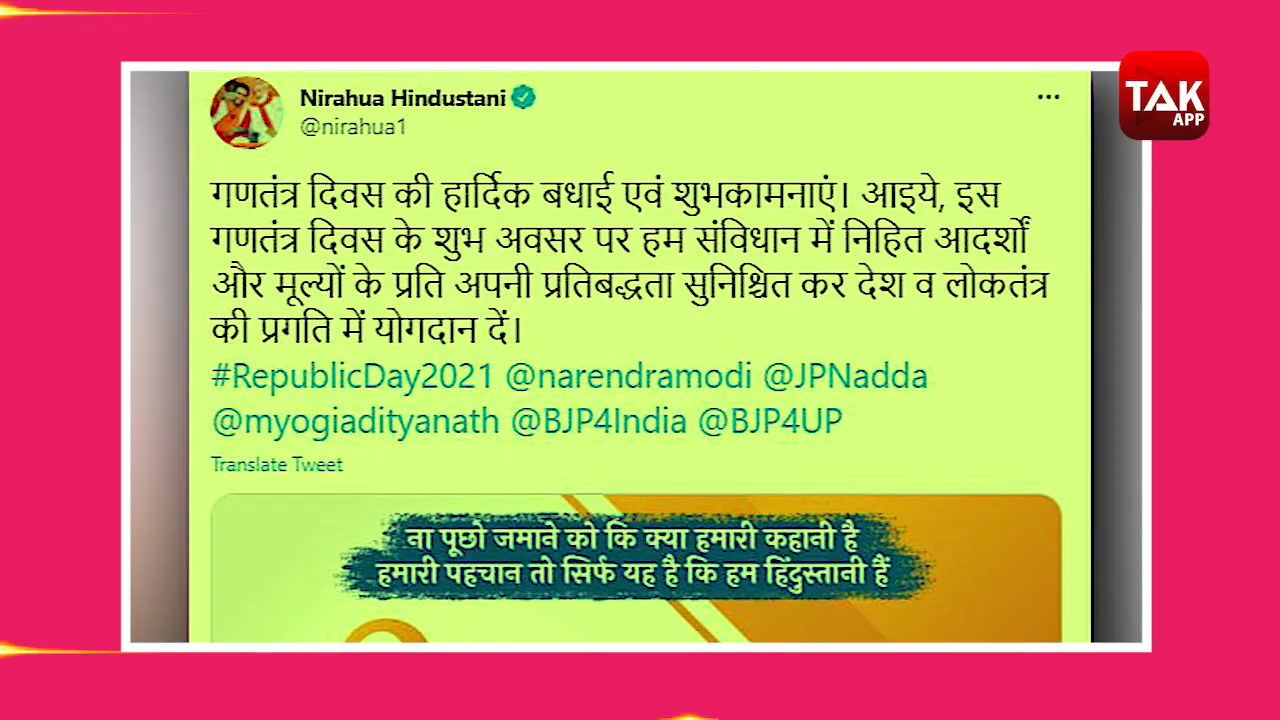 Nirahua Hindustani
@nirahua1
TAK
APP
गणतंत्र दिवस की हार्दिक बधाई एवं शुभकामनाएं। आइये, इस
गणतंत्र दिवस के शुभ अवसर पर हम संविधान में निहित आदर्शों
और मूल्यों के प्रति अपनी प्रतिबद्धता सुनिश्चित कर देश व लोकतंत्र
की प्रगति में योगदान दें।
#RepublicDay2021 @narendramodi @JPNadda
@myogiadityanath @BJP4India @BJP4UP
Translate Tweet
ना पूछो जमाने को कि क्या हमारी कहानी है
हमारी पहचान तो सिर्फ यह है कि हम हिंदुस्तानी हैं